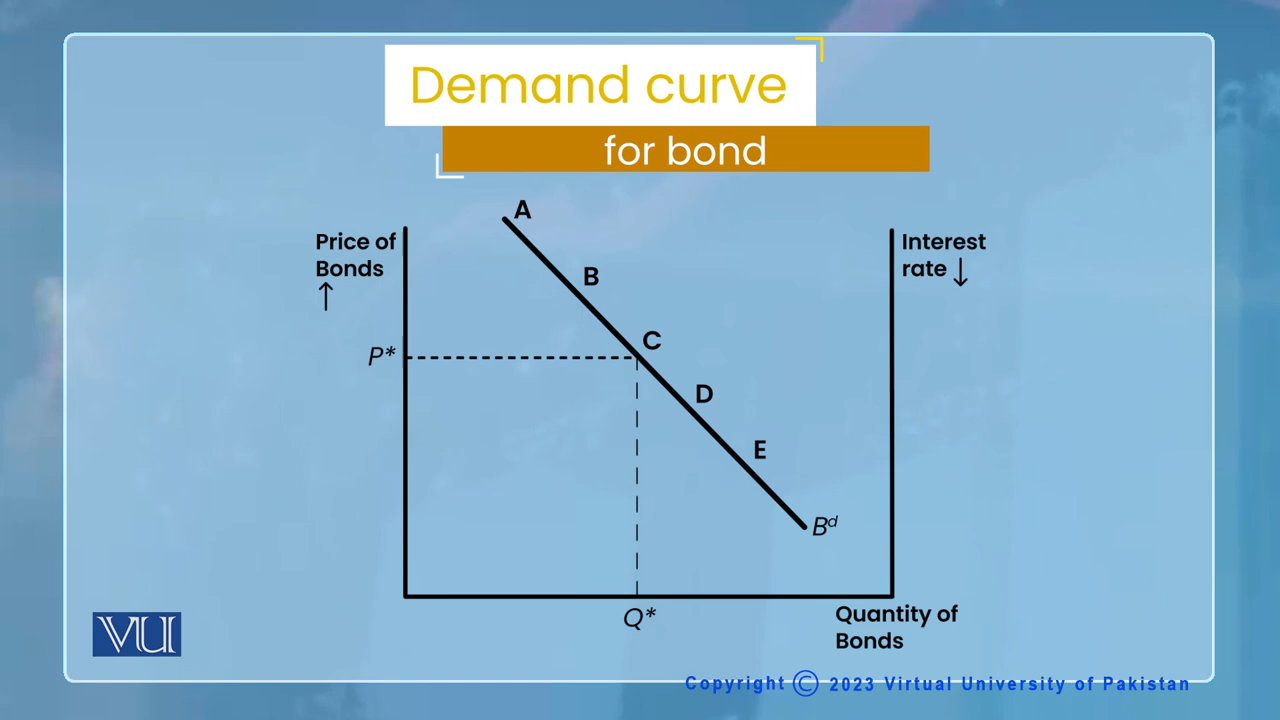 Demand curve
for bond
A
Price of
Bonds
↑
Interest
rate ↓
B
C
P*
D
E
Bᵈ
Q*
Quantity of
Bonds
VU
Copyright © 2023 Virtual University of Pakistan